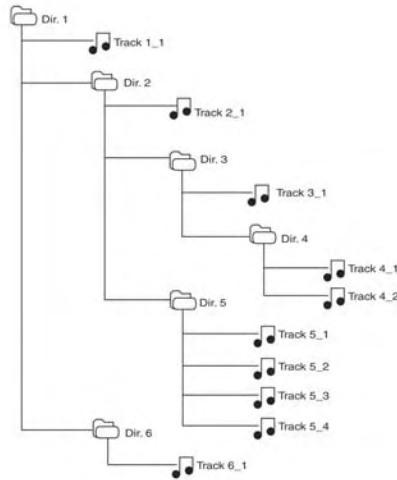 Dir. 1
Track 1_1
Dir. 2
Track 2_1
Dir. 3
Track 3_1
Dir. 4
Track 4_1
Track 4_2
Dir. 5
Track 5_1
Track 5_2
Track 5_3
Track 5_4
Dir. 6
Track 6_1